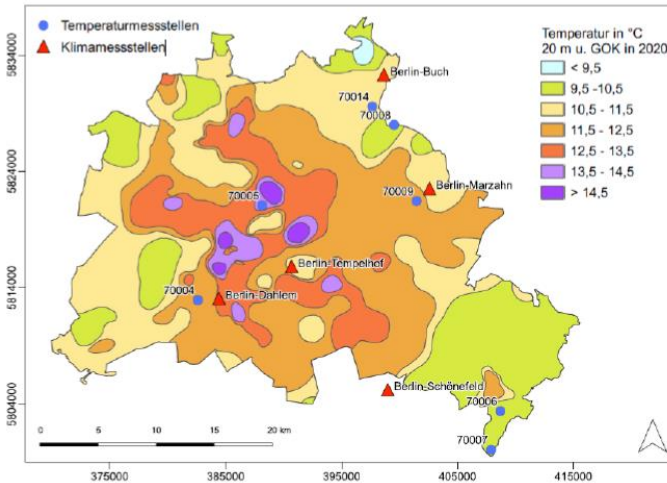 Temperaturmessstellen
Klimamessstellen
Temperatur in °C
20 m u. GOK in 2020
< 9,5
9,5 -10,5
10,5 - 11,5
11,5 - 12,5
12,5 - 13,5
13,5 - 14,5
> 14,5
Berlin-Buch
70014
70008
Berlin-Marzahn
70005
70009
Berlin-Tempelhof
70004
Berlin-Dahlem
Berlin-Schönefeld
70006
70007
5834000
5824000
5814000
5804000
0 5 10 15 20 km
375000 385000 395000 405000 415000